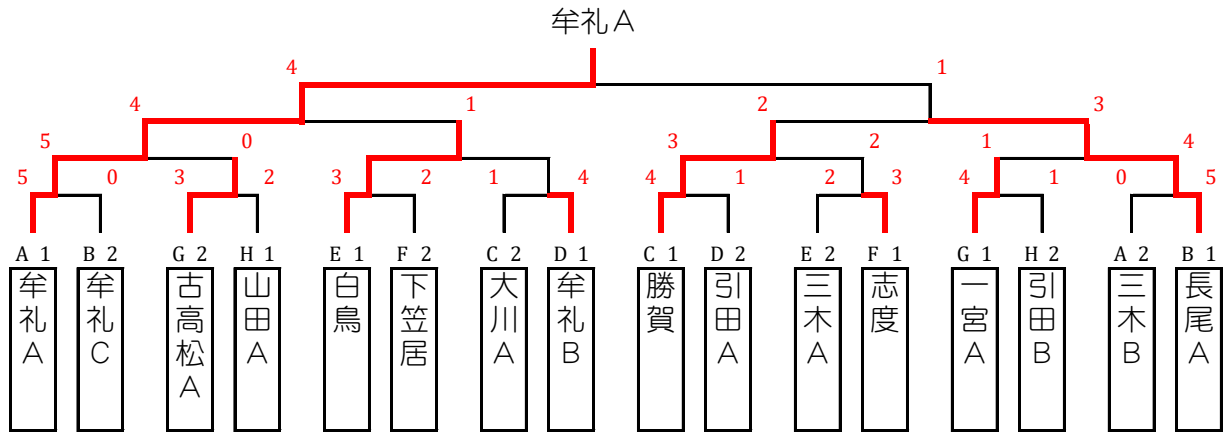 牟礼A
4 1
4 1 2 3
5 0 3 2 1 4
5 0 3 2 3 2 1 4 4 1 2 3 4 1 0 5
A 1 B 2 G 2 H 1 E 1 F 2 C 2 D 1 C 1 D 2 E 2 F 1 G 1 H 2 A 2 B 1
牟礼A
牟礼C
古高松A
山田A
白鳥
下笠居
大川A
牟礼B
勝賀
引田A
三木A
志度
一宮A
引田B
三木B
長尾A